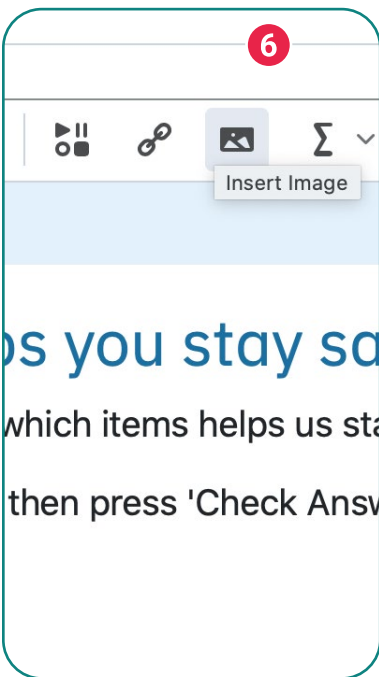 6
Σ
Insert Image
ps you stay sa
which items helps us sta
then press 'Check Answ